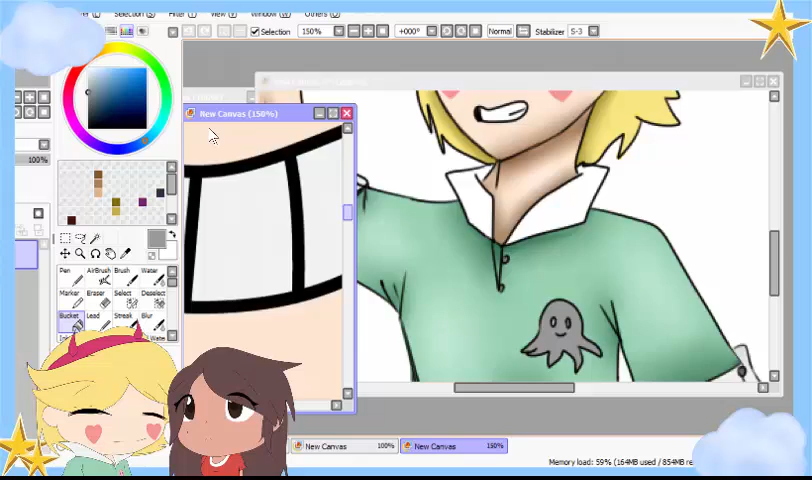 Selection (S)
Filter (T)
View (V)
Window (W)
Others (O)
Selection 150% +000° Normal Stabilizer S-3
New Canvas (150%)
100%
Pen AirBrush Brush Water
Marker Eraser Select Deselect
Bucket Lead Streak Blur
New Canvas 100% New Canvas 150%
Memory load: 59% (164MB used / 854MB re